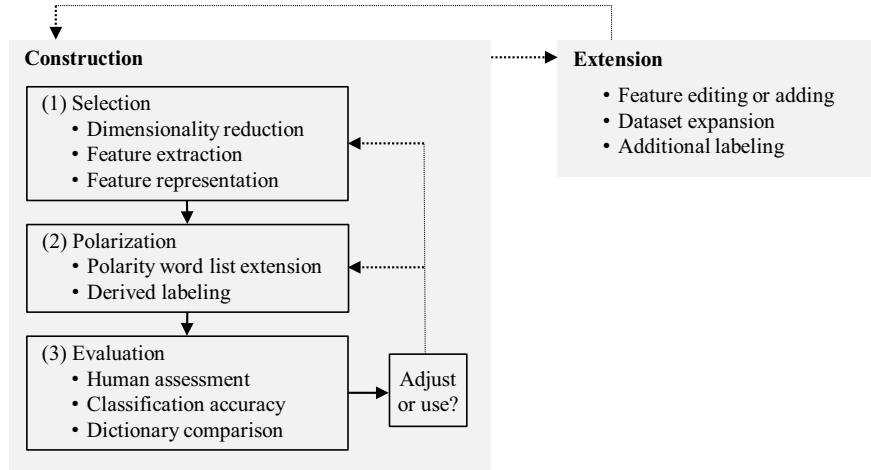 Construction
(1) Selection
• Dimensionality reduction
• Feature extraction
• Feature representation
(2) Polarization
• Polarity word list extension
• Derived labeling
(3) Evaluation
• Human assessment
• Classification accuracy
• Dictionary comparison
Adjust
or use?
Extension
• Feature editing or adding
• Dataset expansion
• Additional labeling